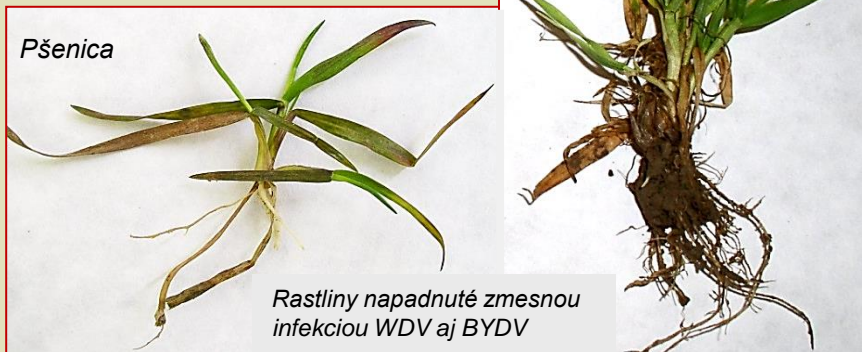 Pšenica
Rastliny napadnuté zmesnou
infekciou WDV aj BYDV